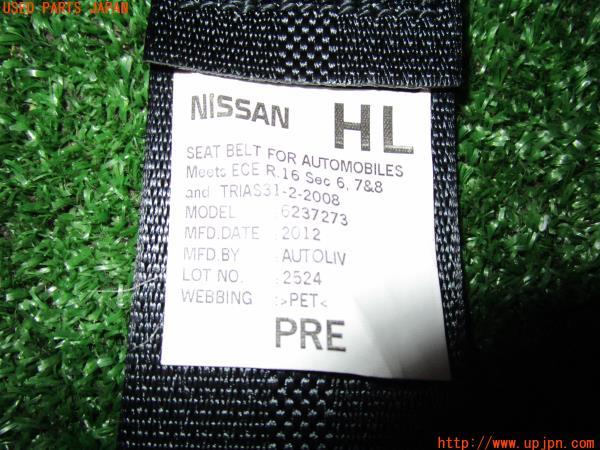 USED PARTS JAPAN
NISSAN HL
SEAT BELT FOR AUTOMOBILES
Meets ECE R.16 Sec 6, 7&8
and TRIAS31-2-2008
MODEL :6237273
MFD.DATE :2012
MFD.BY :AUTOLIV
LOT NO. :2524
WEBBING :>PET<
PRE
http://www.upjpn.com/